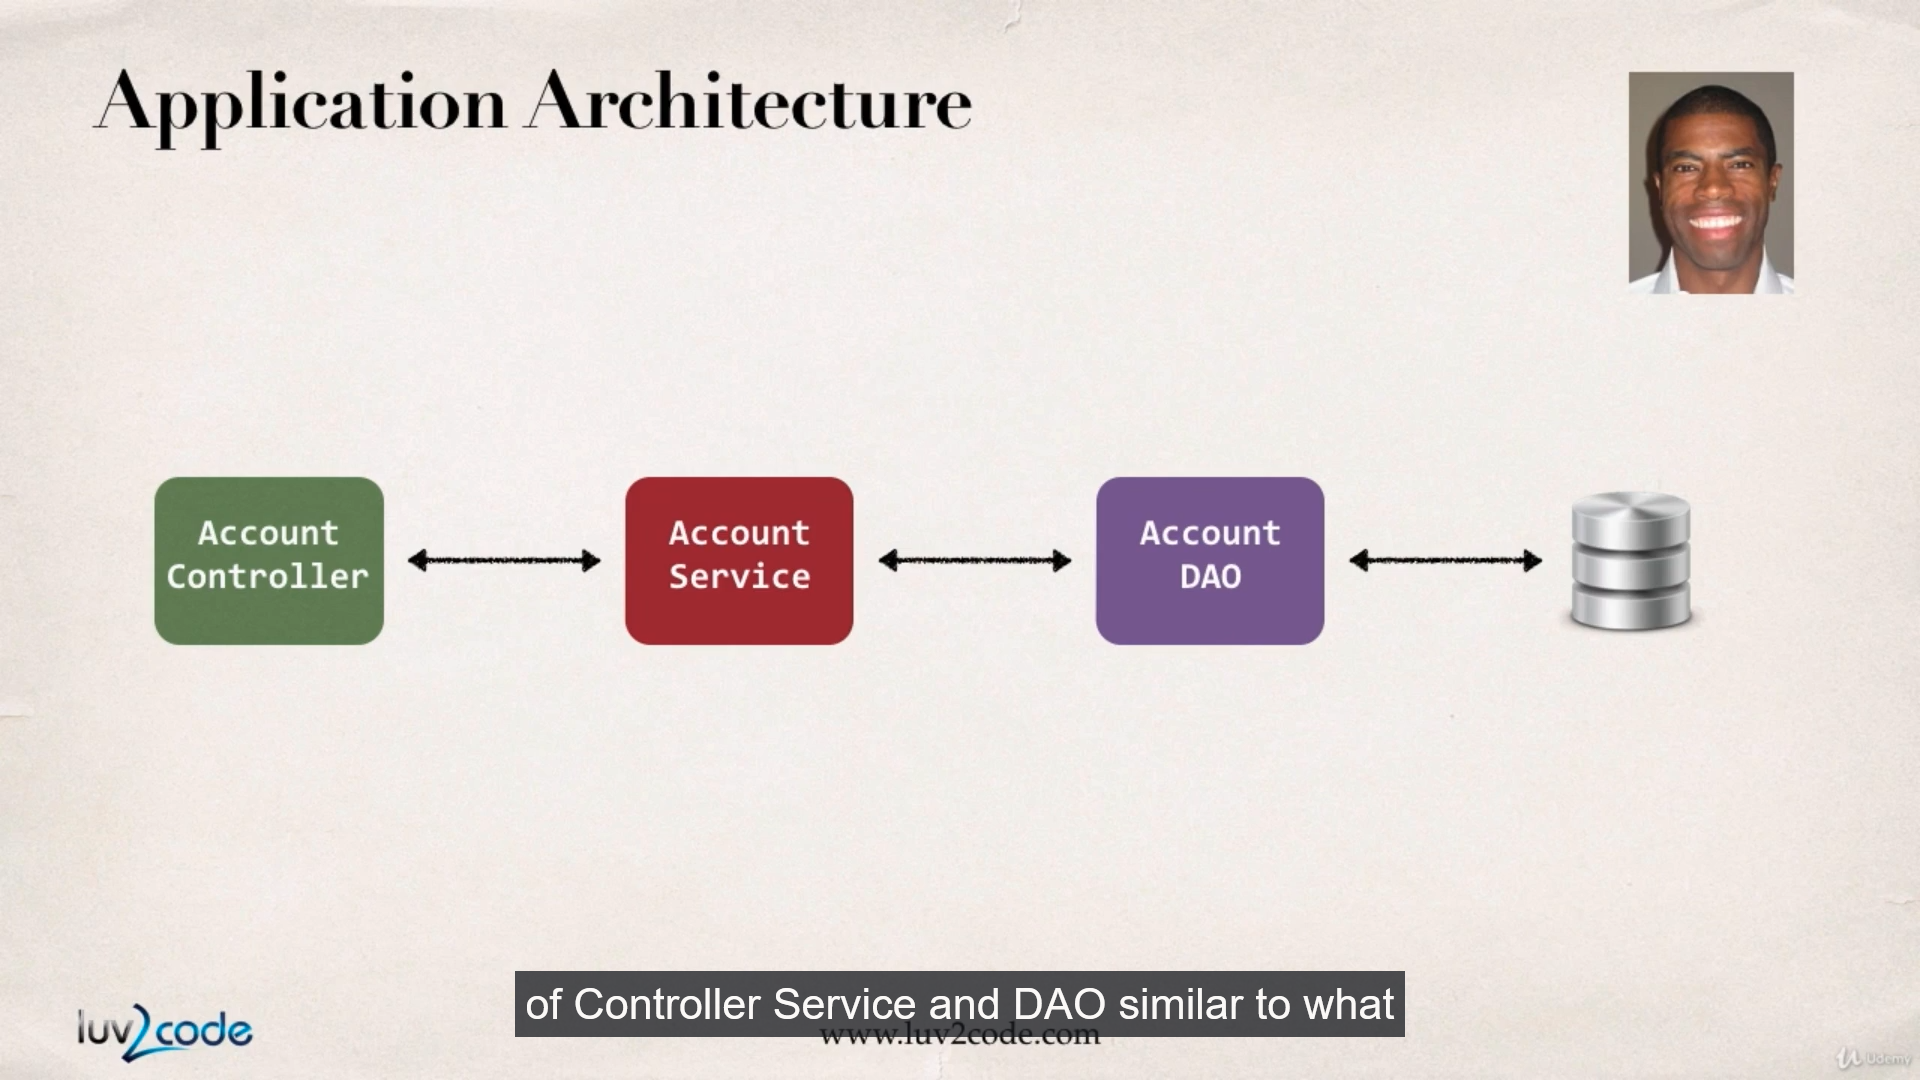 Application Architecture
Account
Controller
Account
Service
Account
DAO
of Controller Service and DAO similar to what
luv2code
www.luv2code.com
Udemy